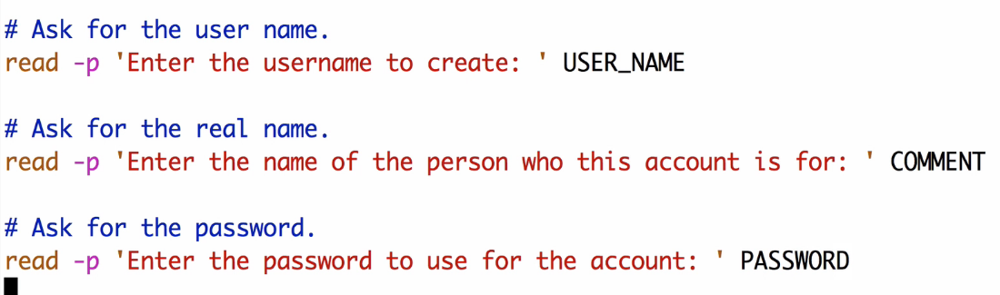 # Ask for the user name.
read -p 'Enter the username to create: ' USER_NAME
# Ask for the real name.
read -p 'Enter the name of the person who this account is for: ' COMMENT
# Ask for the password.
read -p 'Enter the password to use for the account: ' PASSWORD